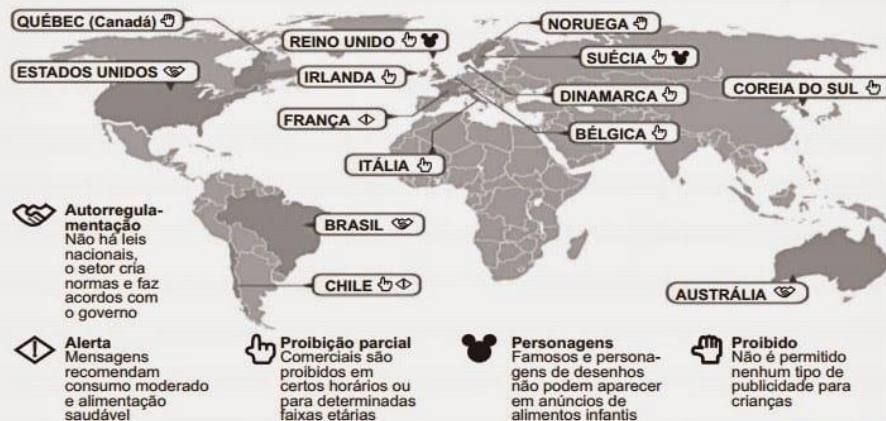 QUÉBEC (Canadá)
NORUEGA
REINO UNIDO
SUÉCIA
ESTADOS UNIDOS
IRLANDA
DINAMARCA
COREIA DO SUL
FRANÇA
BÉLGICA
ITÁLIA
BRASIL
CHILE
AUSTRÁLIA
Autorregula-
mentação
Não há leis
nacionais,
o setor cria
normas e faz
acordos com
o governo
Alerta
Mensagens
recomendam
consumo moderado
e alimentação
saudável
Proibição parcial
Comerciais são
proibidos em
certos horários ou
para determinadas
faixas etárias
Personagens
Famosos e persona-
gens de desenhos
não podem aparecer
em anúncios de
alimentos infantis
Proibido
Não é permitido
nenhum tipo de
publicidade para
crianças